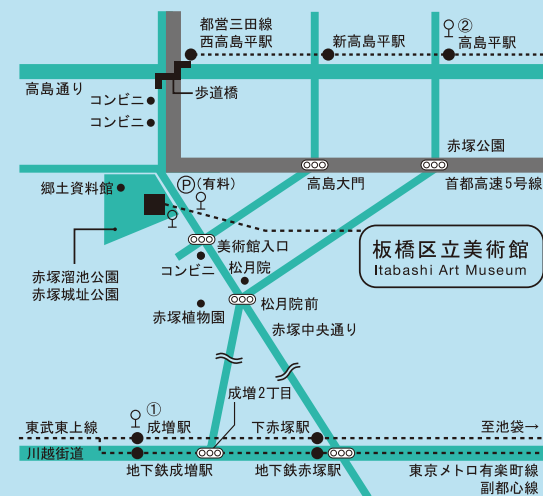 都営三田線
西高島平駅
新高島平駅
②
高島平駅
高島通り
歩道橋
コンビニ
コンビニ
赤塚公園
郷土資料館
P(有料)
高島大門
首都高速5号線
美術館入口
板橋区立美術館
Itabashi Art Museum
コンビニ
松月院
赤塚溜池公園
赤塚城址公園
赤塚植物園
松月院前
赤塚中央通り
成増2丁目
①
東武東上線
成増駅
下赤塚駅
至池袋→
川越街道
地下鉄成増駅
地下鉄赤塚駅
東京メトロ有楽町線
副都心線